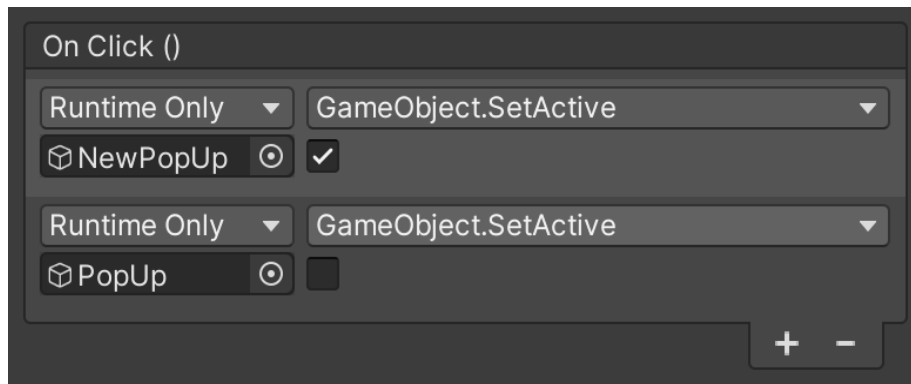 On Click ()
Runtime Only GameObject.SetActive
NewPopUp
Runtime Only GameObject.SetActive
PopUp
+ -